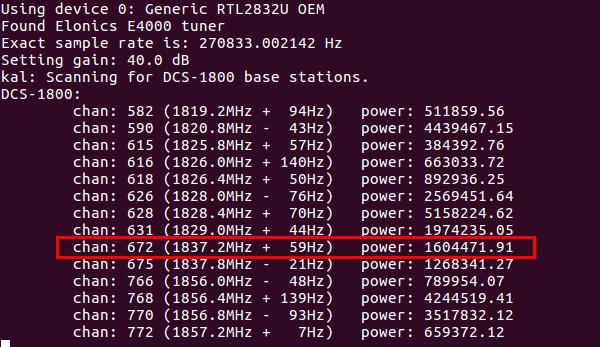 Using device 0: Generic RTL2832U OEM
Found Elonics E4000 tuner
Exact sample rate is: 270833.002142 Hz
Setting gain: 40.0 dB
kal: Scanning for DCS-1800 base stations.
DCS-1800:
chan: 582 (1819.2MHz +  94Hz)   power: 511859.56
chan: 590 (1820.8MHz -  43Hz)   power: 4439467.15
chan: 615 (1825.8MHz +  57Hz)   power: 384392.76
chan: 616 (1826.0MHz + 140Hz)   power: 663033.72
chan: 618 (1826.4MHz +  50Hz)   power: 892936.25
chan: 626 (1828.0MHz -  76Hz)   power: 2569451.64
chan: 628 (1828.4MHz +  70Hz)   power: 5158224.62
chan: 631 (1829.0MHz +  44Hz)   power: 1974235.05
chan: 672 (1837.2MHz +  59Hz)   power: 1604471.91
chan: 675 (1837.8MHz -  21Hz)   power: 1268341.27
chan: 766 (1856.0MHz -  48Hz)   power: 789954.07
chan: 768 (1856.4MHz + 139Hz)   power: 4244519.41
chan: 770 (1856.8MHz -  93Hz)   power: 3517832.12
chan: 772 (1857.2MHz +   7Hz)   power: 659372.12